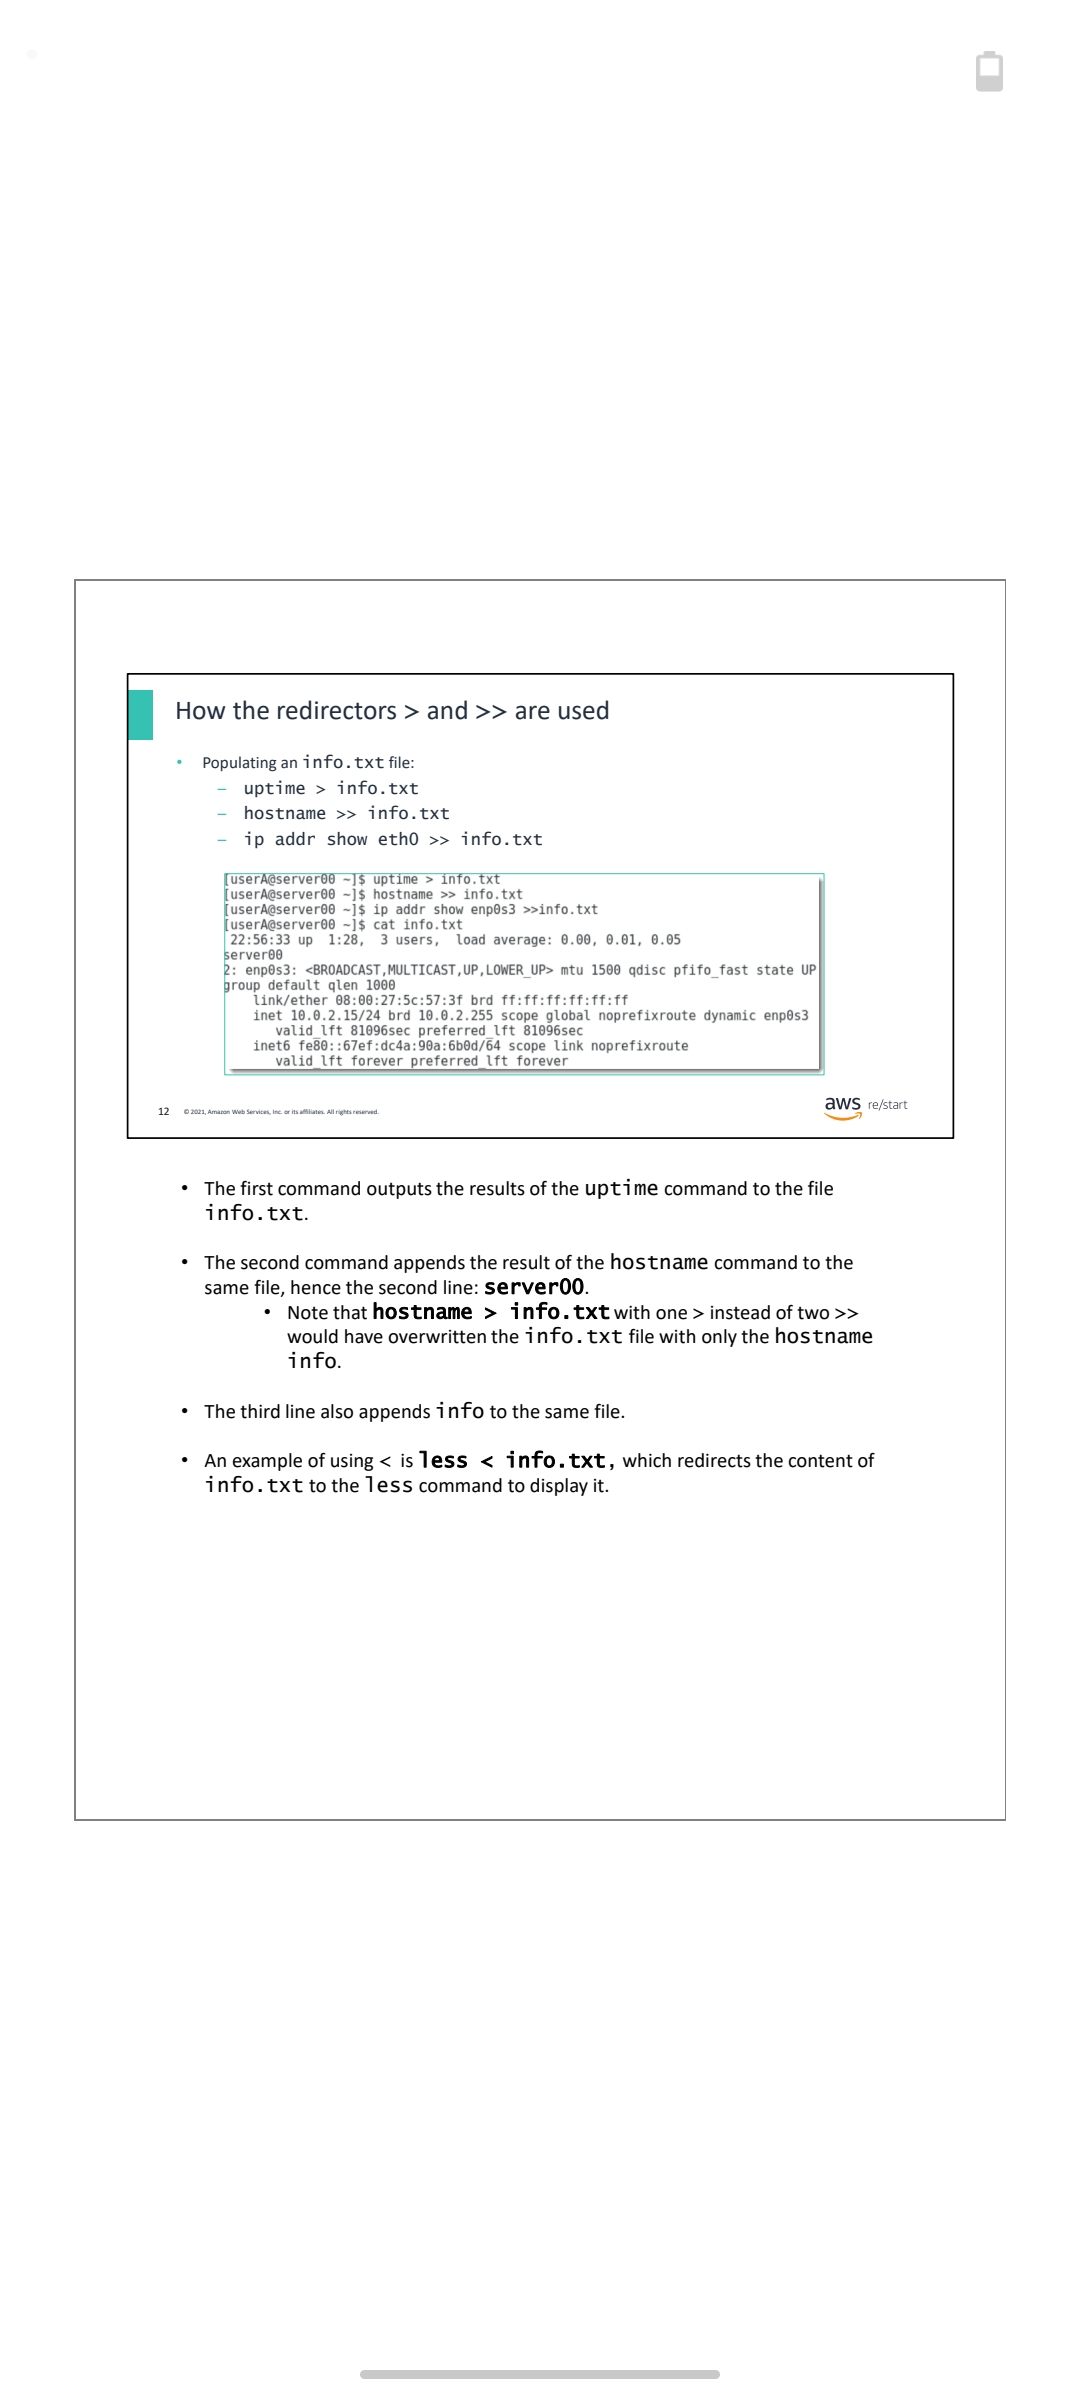 How the redirectors > and >> are used
• Populating an info.txt file:
– uptime > info.txt
– hostname >> info.txt
– ip addr show eth0 >> info.txt
[userA@server00 ~]$ uptime > info.txt
[userA@server00 ~]$ hostname >> info.txt
[userA@server00 ~]$ ip addr show enp0s3 >>info.txt
[userA@server00 ~]$ cat info.txt
22:56:33 up  1:28,  3 users,  load average: 0.00, 0.01, 0.05
server00
2: enp0s3: <BROADCAST,MULTICAST,UP,LOWER_UP> mtu 1500 qdisc pfifo_fast state UP
group default qlen 1000
link/ether 08:00:27:5c:57:3f brd ff:ff:ff:ff:ff:ff
inet 10.0.2.15/24 brd 10.0.2.255 scope global noprefixroute dynamic enp0s3
valid_lft 81096sec preferred_lft 81096sec
inet6 fe80::67ef:dc4a:90a:6b0d/64 scope link noprefixroute
valid_lft forever preferred_lft forever
12 © 2021, Amazon Web Services, Inc. or its affiliates. All rights reserved.
aws re/start
• The first command outputs the results of the uptime command to the file
info.txt.
• The second command appends the result of the hostname command to the
same file, hence the second line: server00.
• Note that hostname > info.txt with one > instead of two >>
would have overwritten the info.txt file with only the hostname
info.
• The third line also appends info to the same file.
• An example of using < is less < info.txt, which redirects the content of
info.txt to the less command to display it.